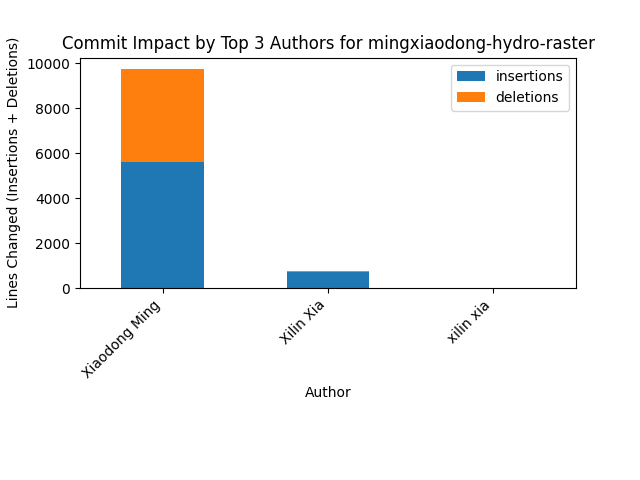 Commit Impact by Top 3 Authors for mingxiaodong-hydro-raster
Lines Changed (Insertions + Deletions)
10000
8000
6000
4000
2000
0
insertions
deletions
Xiaodong Ming
Xilin Xia
xilin xia
Author